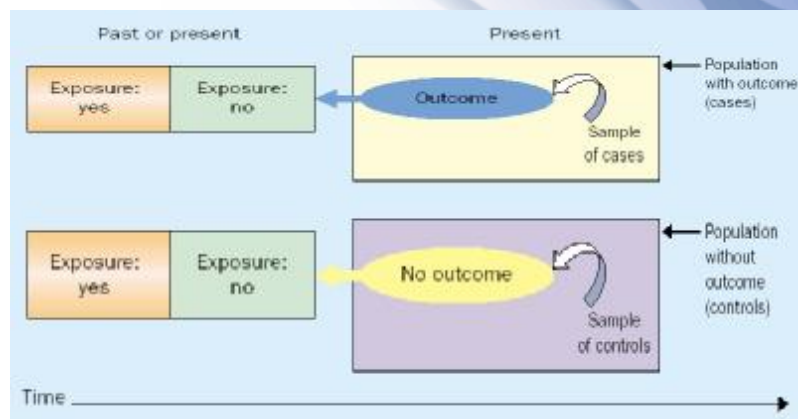 Past or present
Present
Exposure:
yes
Exposure:
no
Outcome
Sample
of cases
Population
with outcome
(cases)
Exposure:
yes
Exposure:
no
No outcome
Sample
of controls
Population
without
outcome
(controls)
Time